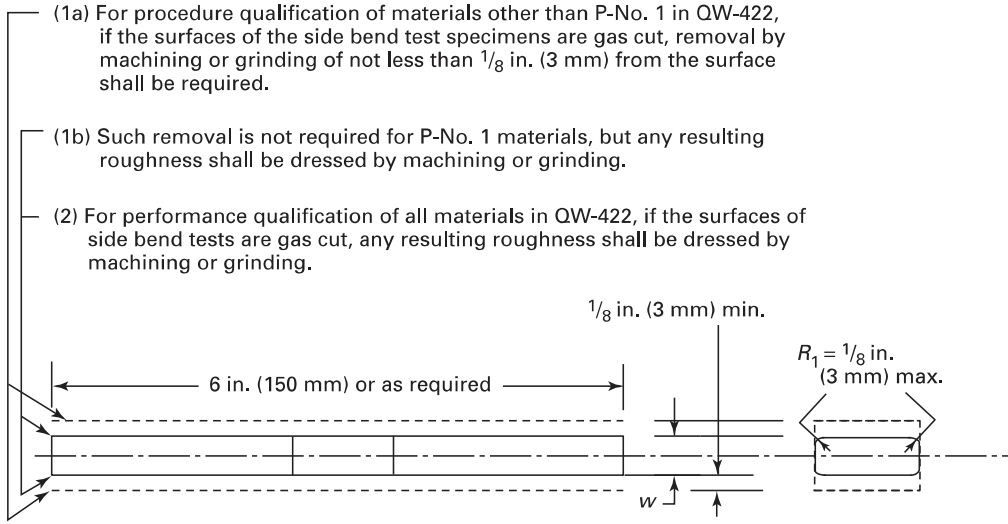 (1a) For procedure qualification of materials other than P-No. 1 in QW-422,
if the surfaces of the side bend test specimens are gas cut, removal by
machining or grinding of not less than 1/8 in. (3 mm) from the surface
shall be required.
(1b) Such removal is not required for P-No. 1 materials, but any resulting
roughness shall be dressed by machining or grinding.
(2) For performance qualification of all materials in QW-422, if the surfaces of
side bend tests are gas cut, any resulting roughness shall be dressed by
machining or grinding.
1/8 in. (3 mm) min.
R1 = 1/8 in.
(3 mm) max.
6 in. (150 mm) or as required
w